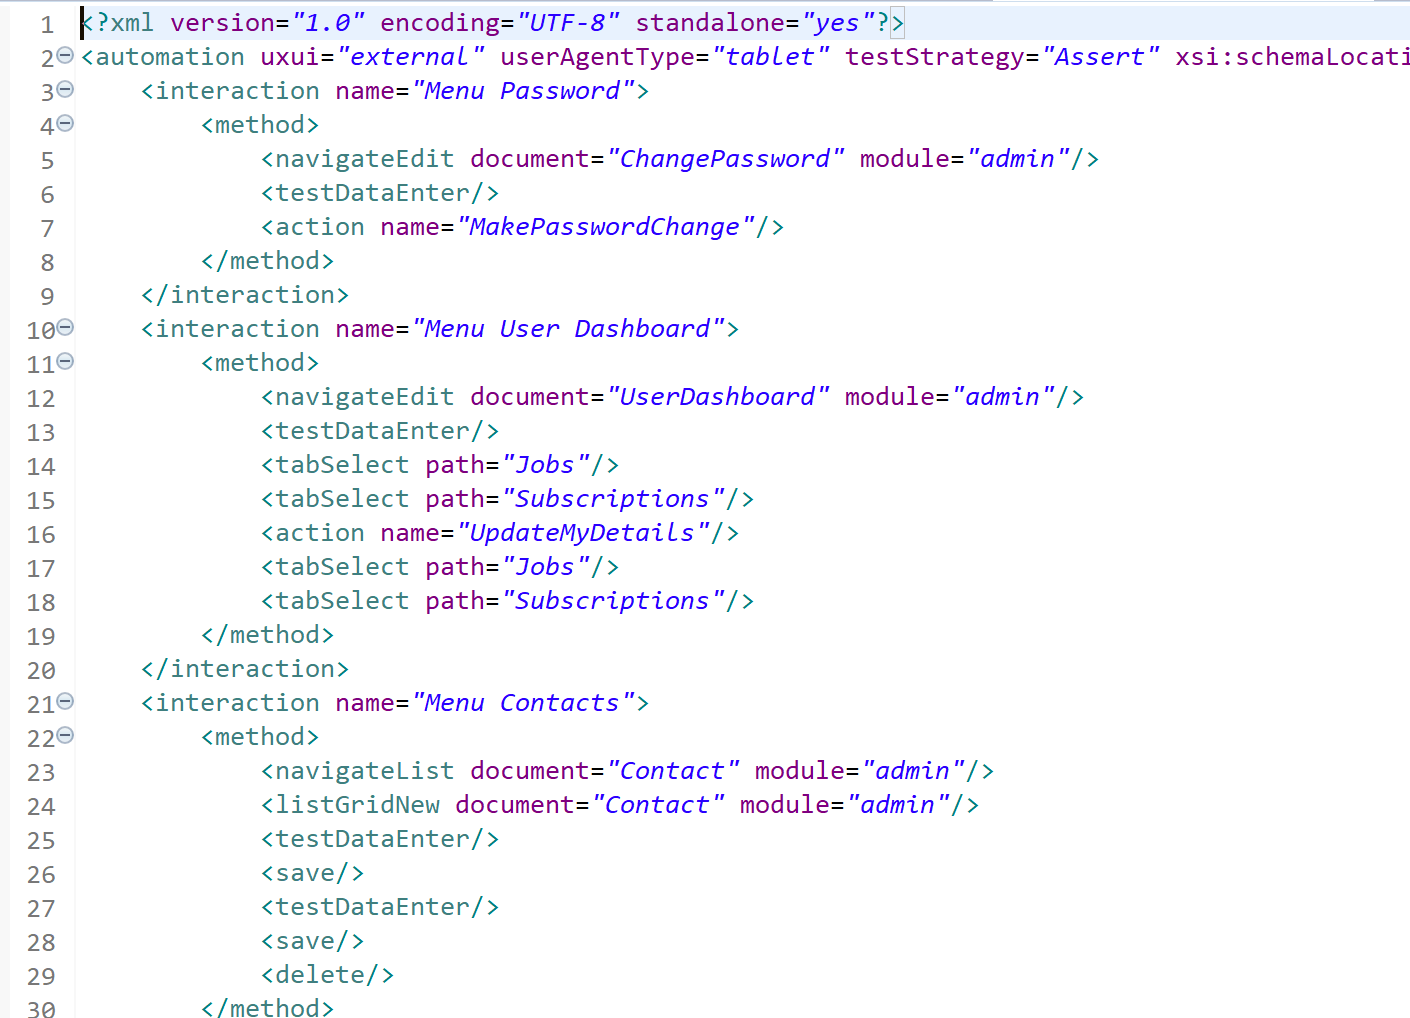 1 <?xml version="1.0" encoding="UTF-8" standalone="yes"?>
2 <automation uxui="external" userAgentType="tablet" testStrategy="Assert" xsi:schemaLocati
3     <interaction name="Menu Password">
4         <method>
5             <navigateEdit document="ChangePassword" module="admin"/>
6             <testDataEnter/>
7             <action name="MakePasswordChange"/>
8         </method>
9     </interaction>
10     <interaction name="Menu User Dashboard">
11         <method>
12             <navigateEdit document="UserDashboard" module="admin"/>
13             <testDataEnter/>
14             <tabSelect path="Jobs"/>
15             <tabSelect path="Subscriptions"/>
16             <action name="UpdateMyDetails"/>
17             <tabSelect path="Jobs"/>
18             <tabSelect path="Subscriptions"/>
19         </method>
20     </interaction>
21     <interaction name="Menu Contacts">
22         <method>
23             <navigateList document="Contact" module="admin"/>
24             <listGridNew document="Contact" module="admin"/>
25             <testDataEnter/>
26             <save/>
27             <testDataEnter/>
28             <save/>
29             <delete/>
30         </method>